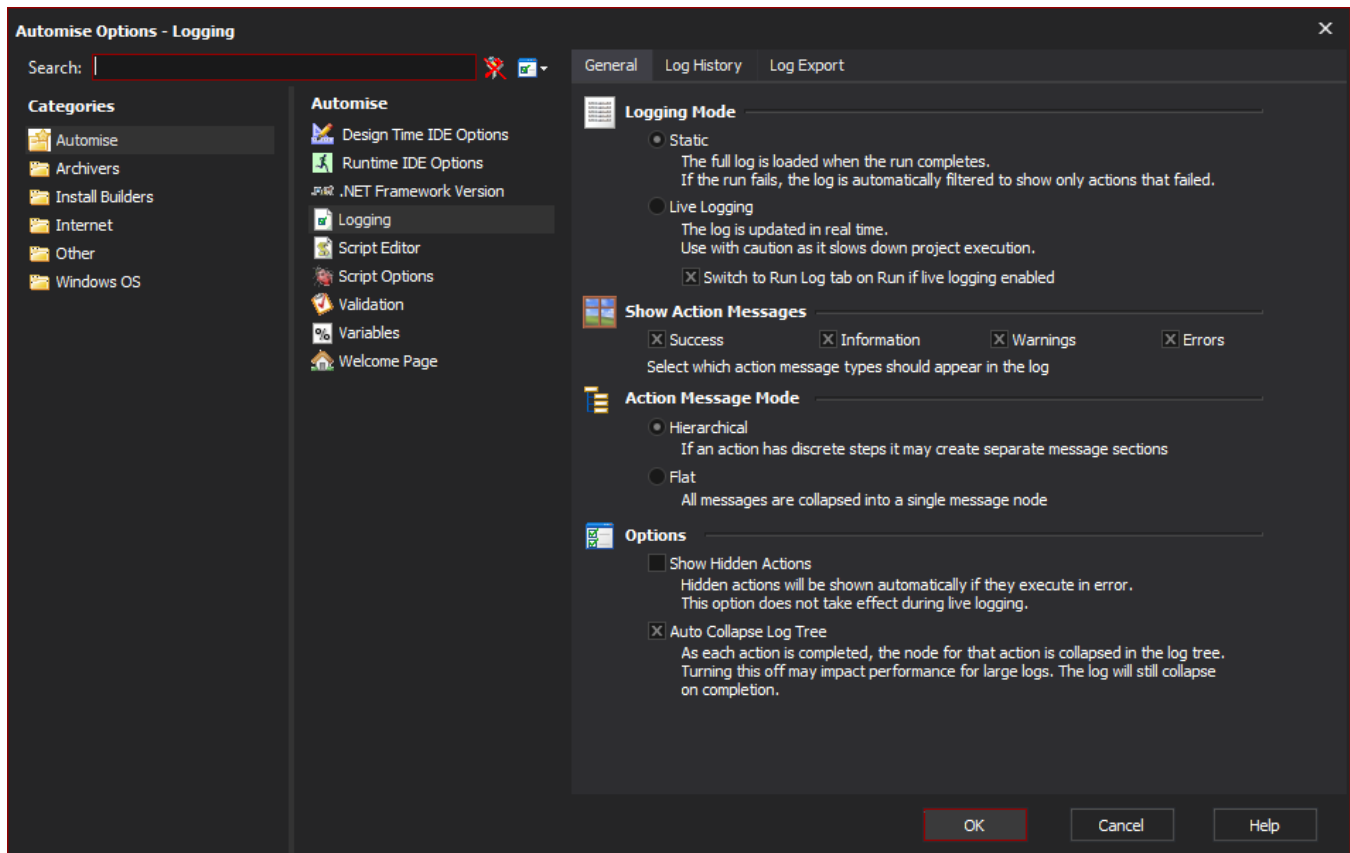 Automise Options - Logging
Search:
Categories
Automise
Archivers
Install Builders
Internet
Other
Windows OS
Automise
Design Time IDE Options
Runtime IDE Options
.NET Framework Version
Logging
Script Editor
Script Options
Validation
Variables
Welcome Page
General Log History Log Export
Logging Mode
Static
The full log is loaded when the run completes.
If the run fails, the log is automatically filtered to show only actions that failed.
Live Logging
The log is updated in real time.
Use with caution as it slows down project execution.
Switch to Run Log tab on Run if live logging enabled
Show Action Messages
Success Information Warnings Errors
Select which action message types should appear in the log
Action Message Mode
Hierarchical
If an action has discrete steps it may create separate message sections
Flat
All messages are collapsed into a single message node
Options
Show Hidden Actions
Hidden actions will be shown automatically if they execute in error.
This option does not take effect during live logging.
Auto Collapse Log Tree
As each action is completed, the node for that action is collapsed in the log tree.
Turning this off may impact performance for large logs. The log will still collapse
on completion.
OK Cancel Help